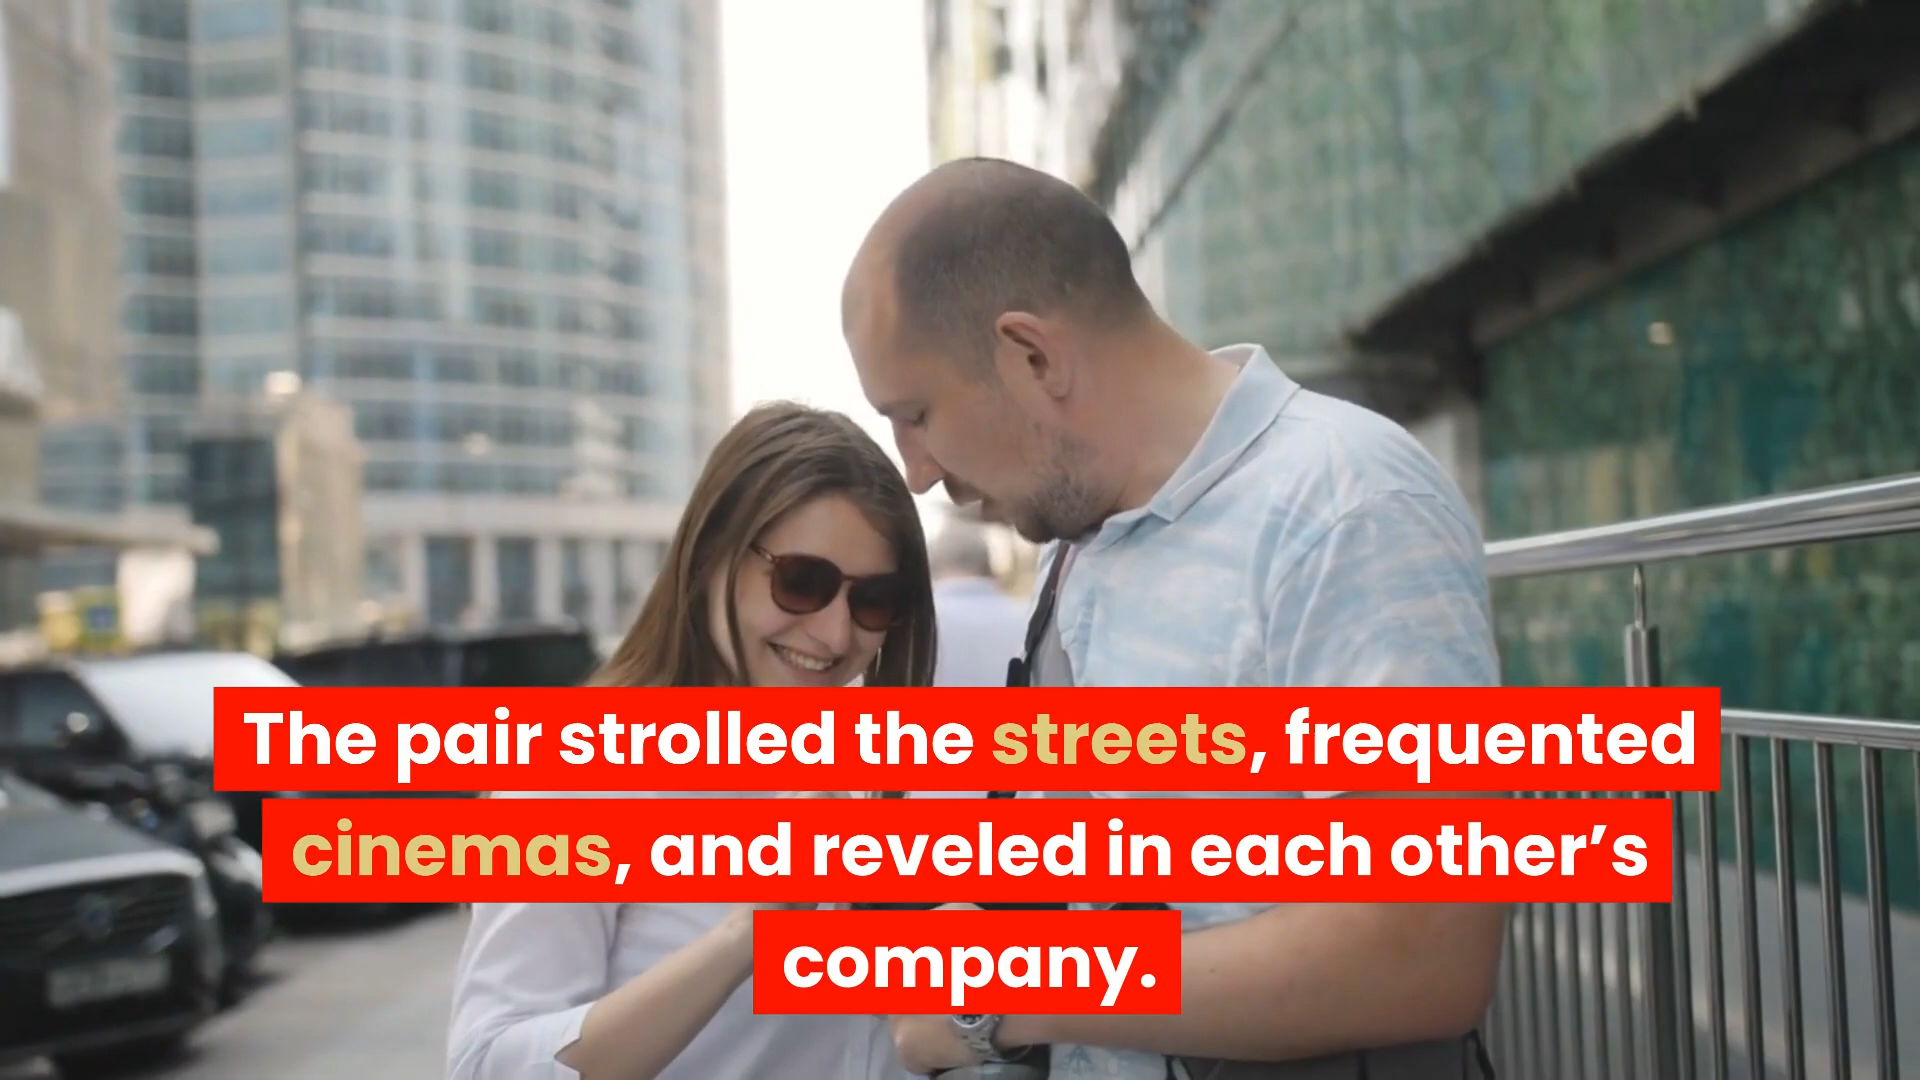 The pair strolled the streets, frequented
cinemas, and reveled in each other’s
company.